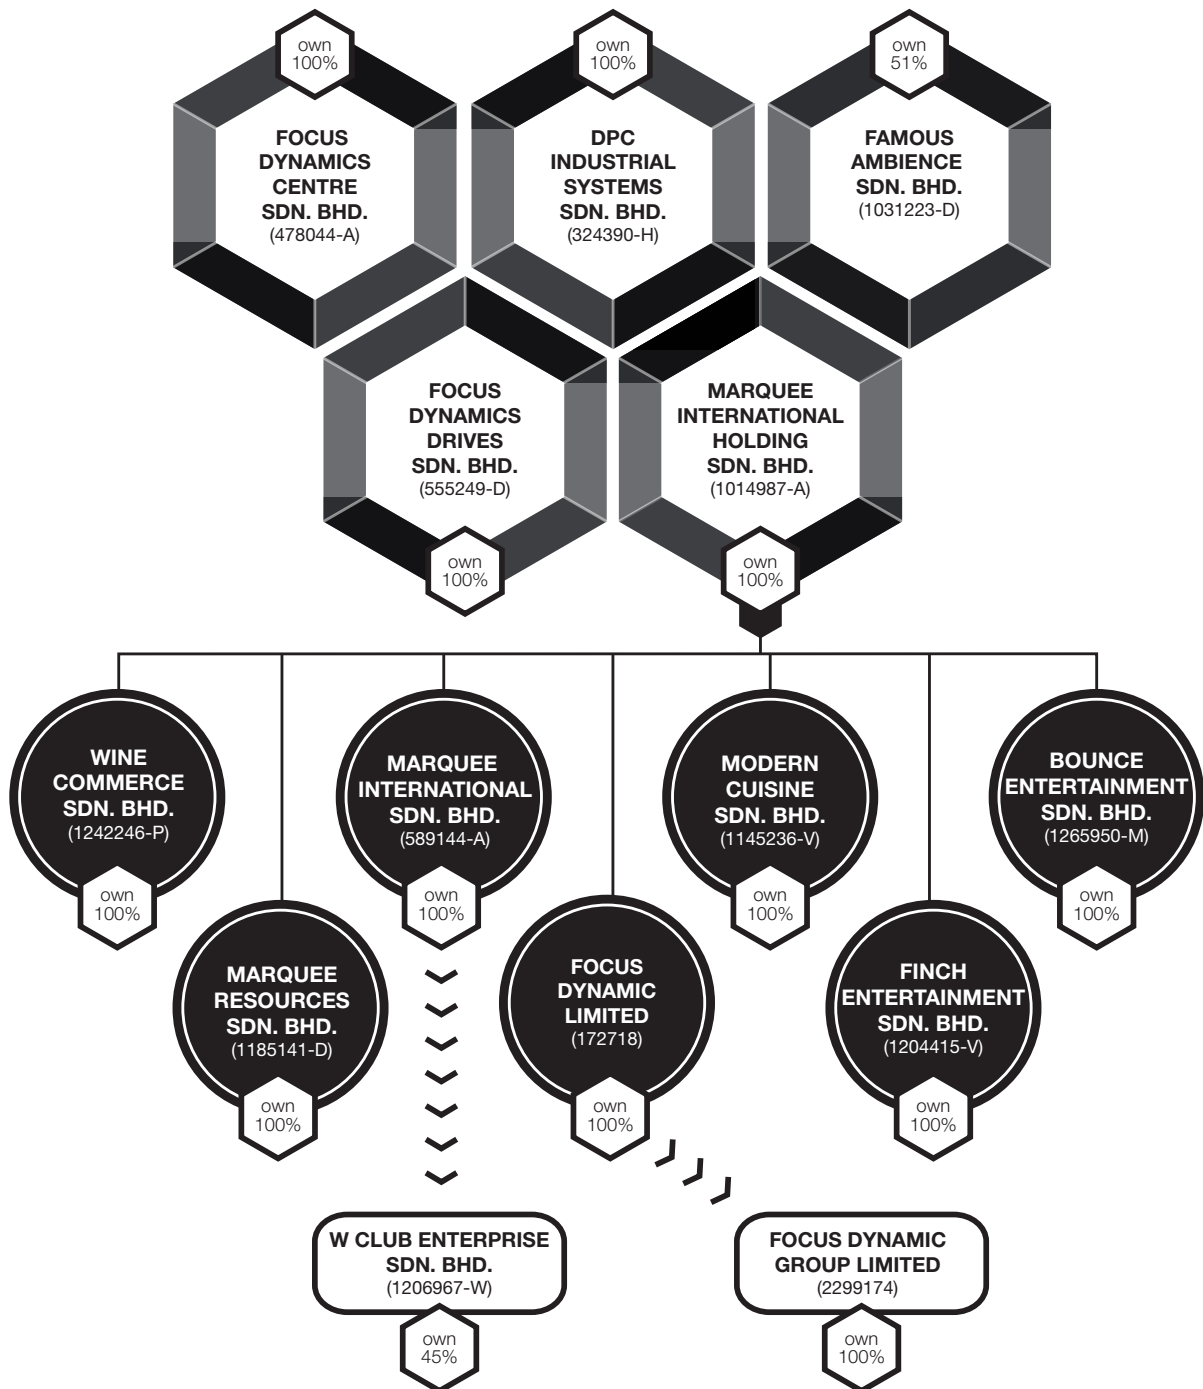 own
100%
FOCUS
DYNAMICS
CENTRE
SDN. BHD.
(478044-A)
own
100%
DPC
INDUSTRIAL
SYSTEMS
SDN. BHD.
(324390-H)
own
51%
FAMOUS
AMBIENCE
SDN. BHD.
(1031223-D)
FOCUS
DYNAMICS
DRIVES
SDN. BHD.
(555249-D)
own
100%
MARQUEE
INTERNATIONAL
HOLDING
SDN. BHD.
(1014987-A)
own
100%
WINE
COMMERCE
SDN. BHD.
(1242246-P)
own
100%
MARQUEE
INTERNATIONAL
SDN. BHD.
(589144-A)
own
100%
MODERN
CUISINE
SDN. BHD.
(1145236-V)
own
100%
BOUNCE
ENTERTAINMENT
SDN. BHD.
(1265950-M)
own
100%
MARQUEE
RESOURCES
SDN. BHD.
(1185141-D)
own
100%
FOCUS
DYNAMIC
LIMITED
(172718)
own
100%
FINCH
ENTERTAINMENT
SDN. BHD.
(1204415-V)
own
100%
W CLUB ENTERPRISE
SDN. BHD.
(1206967-W)
own
45%
FOCUS DYNAMIC
GROUP LIMITED
(2299174)
own
100%